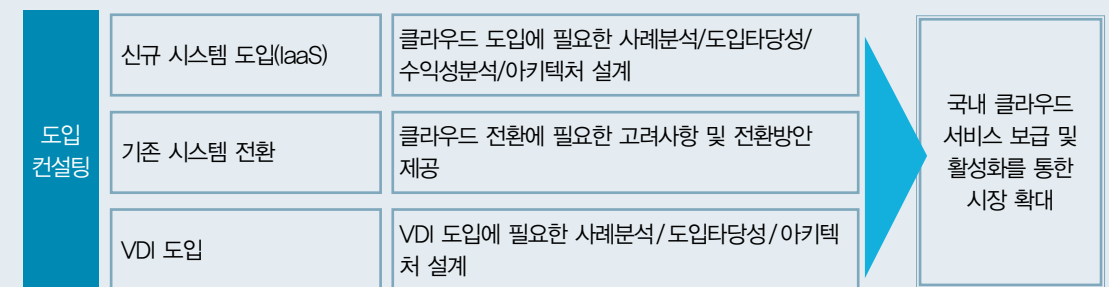 도입
컨설팅
신규 시스템 도입(IaaS)
클라우드 도입에 필요한 사례분석/도입타당성/
수익성분석/아키텍처 설계
기존 시스템 전환
클라우드 전환에 필요한 고려사항 및 전환방안
제공
VDI 도입
VDI 도입에 필요한 사례분석/도입타당성/아키텍
처 설계
국내 클라우드
서비스 보급 및
활성화를 통한
시장 확대